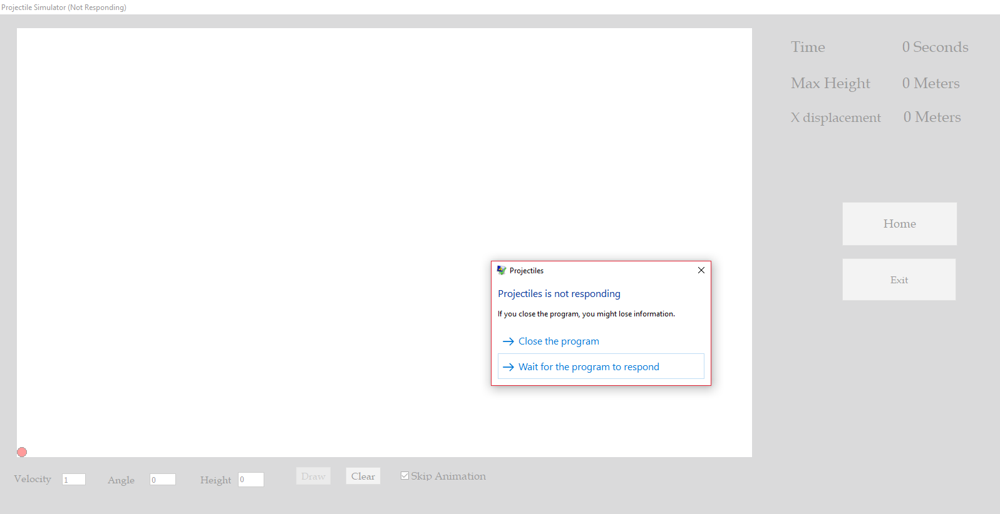 Projectile Simulator (Not Responding)
Time 0 Seconds
Max Height 0 Meters
X displacement 0 Meters
Home
Exit
Projectiles
Projectiles is not responding
If you close the program, you might lose information.
Close the program
Wait for the program to respond
Velocity 1 Angle 0 Height 0 Draw Clear Skip Animation